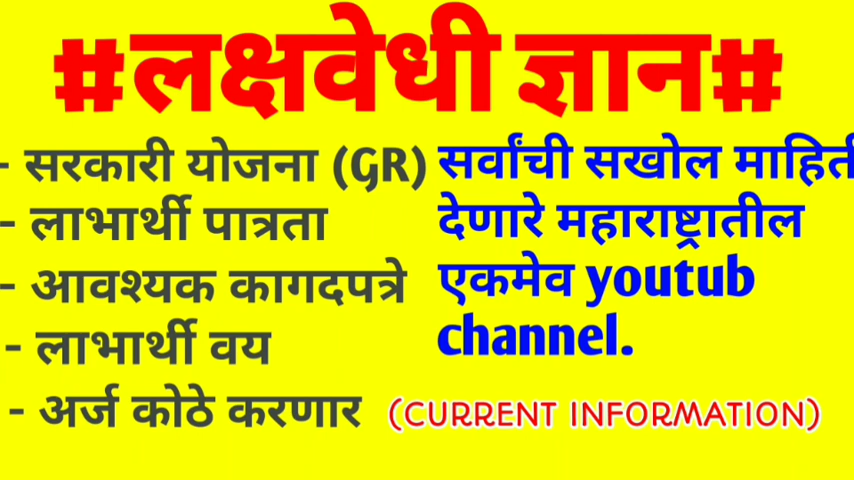 #लक्षवेधी ज्ञान#
- सरकारी योजना (GR)
- लाभार्थी पात्रता
- आवश्यक कागदपत्रे
- लाभार्थी वय
- अर्ज कोठे करणार
सर्वांची सखोल माहिती
देणारे महाराष्ट्रातील
एकमेव youtub
channel.
(CURRENT INFORMATION)